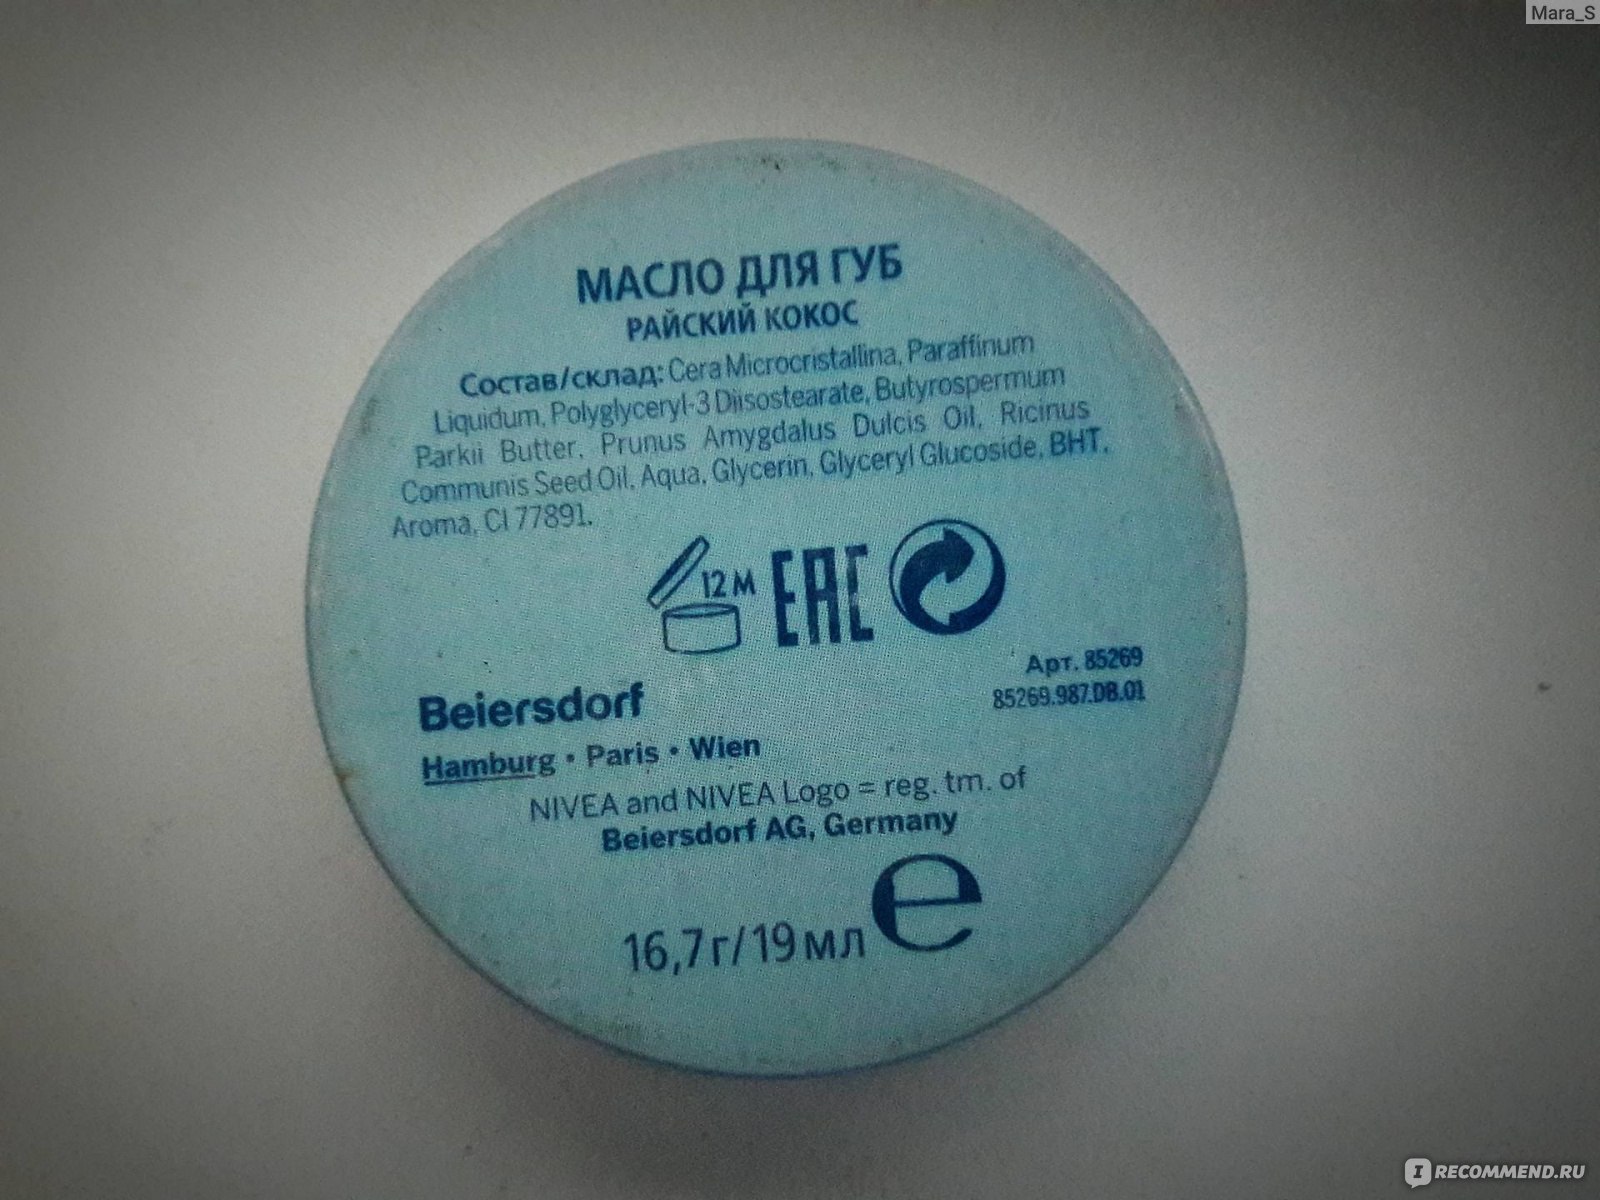 Mara_S
МАСЛО ДЛЯ ГУБ
РАЙСКИЙ КОКОС
Состав/склад: Cera Microcristallina, Paraffinum
Liquidum, Polyglyceryl-3 Diisostearate, Butyrospermum
Parkii Butter, Prunus Amygdalus Dulcis Oil, Ricinus
Communis Seed Oil, Aqua, Glycerin, Glyceryl Glucoside, BHT,
Aroma, CI 77891.
12 M EAC
Арт. 85269
85269.987.DB.01
Beiersdorf
Hamburg • Paris • Wien
NIVEA and NIVEA Logo = reg. tm. of
Beiersdorf AG, Germany
16,7 г/19 мл e
I RECOMMEND.RU